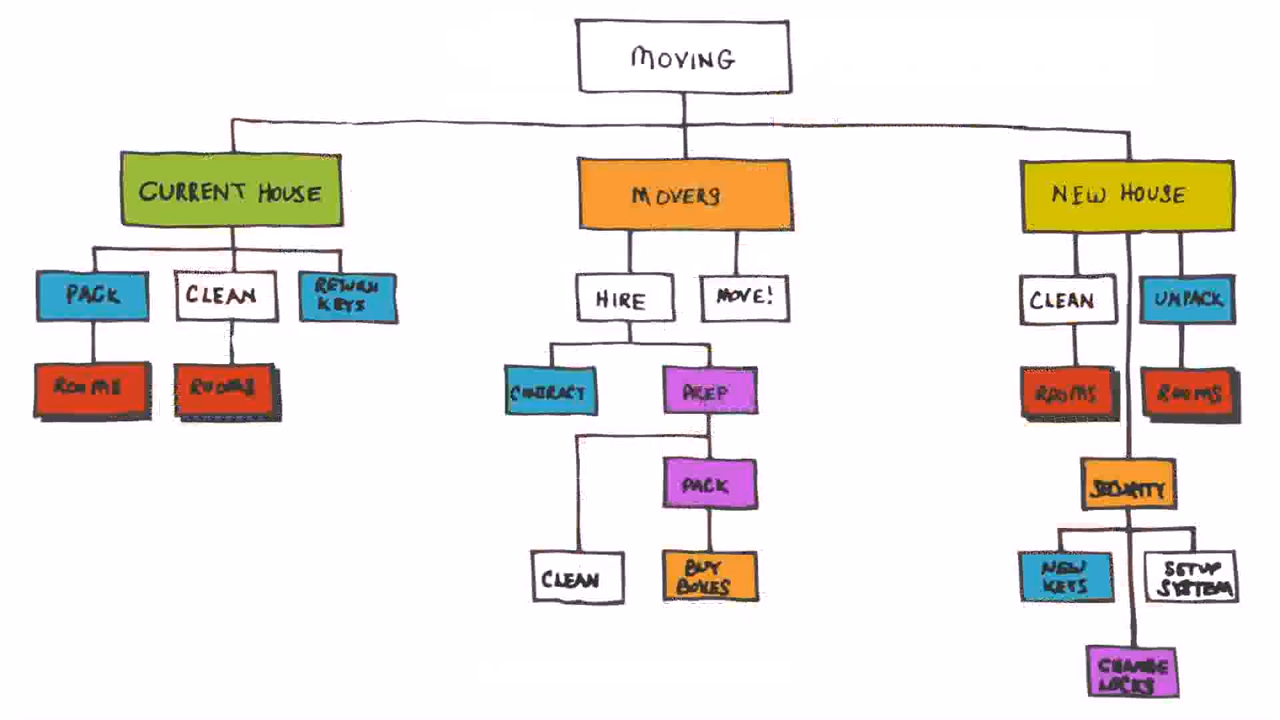 MOVING
CURRENT HOUSE
MOVERS
NEW HOUSE
PACK
CLEAN
RETURN
KEYS
HIRE
MOVE!
CLEAN
UNPACK
ROOMS
ROOMS
CONTRACT
PREP
ROOMS
ROOMS
PACK
SECURITY
CLEAN
BUY
BOXES
NEW
KEYS
SETUP
SYSTEM
CHANGE
LOCKS